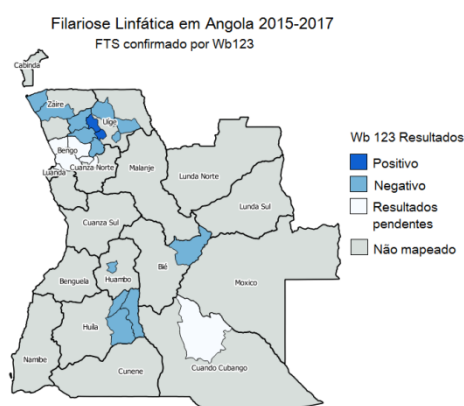 Filariose Linfática em Angola 2015-2017
FTS confirmado por Wb123
Cabinda
Zaire
Uíge
Bengo
Cuanza Norte
Luanda
Malanje
Lunda Norte
Lunda Sul
Cuanza Sul
Benguela
Huambo
Bié
Moxico
Huíla
Nambe
Cunene
Cuando Cubango
Wb 123 Resultados
Positivo
Negativo
Resultados
pendentes
Não mapeado